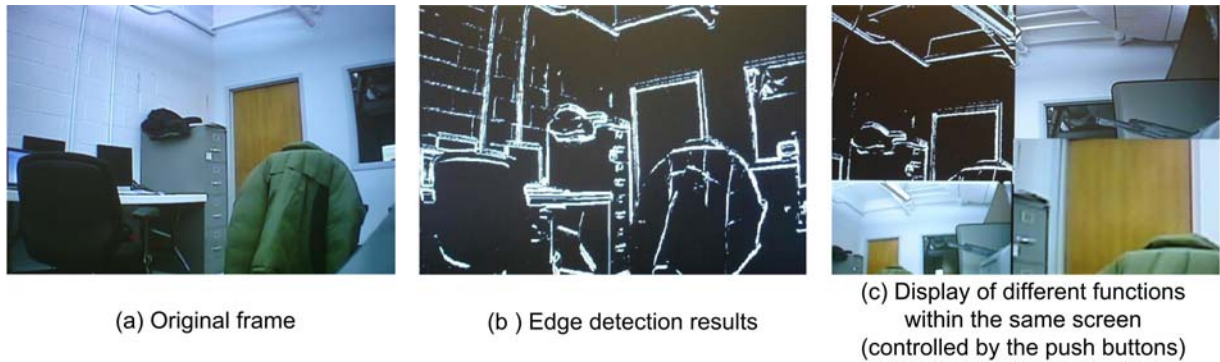 (a) Original frame
(b ) Edge detection results
(c) Display of different functions
within the same screen
(controlled by the push buttons)